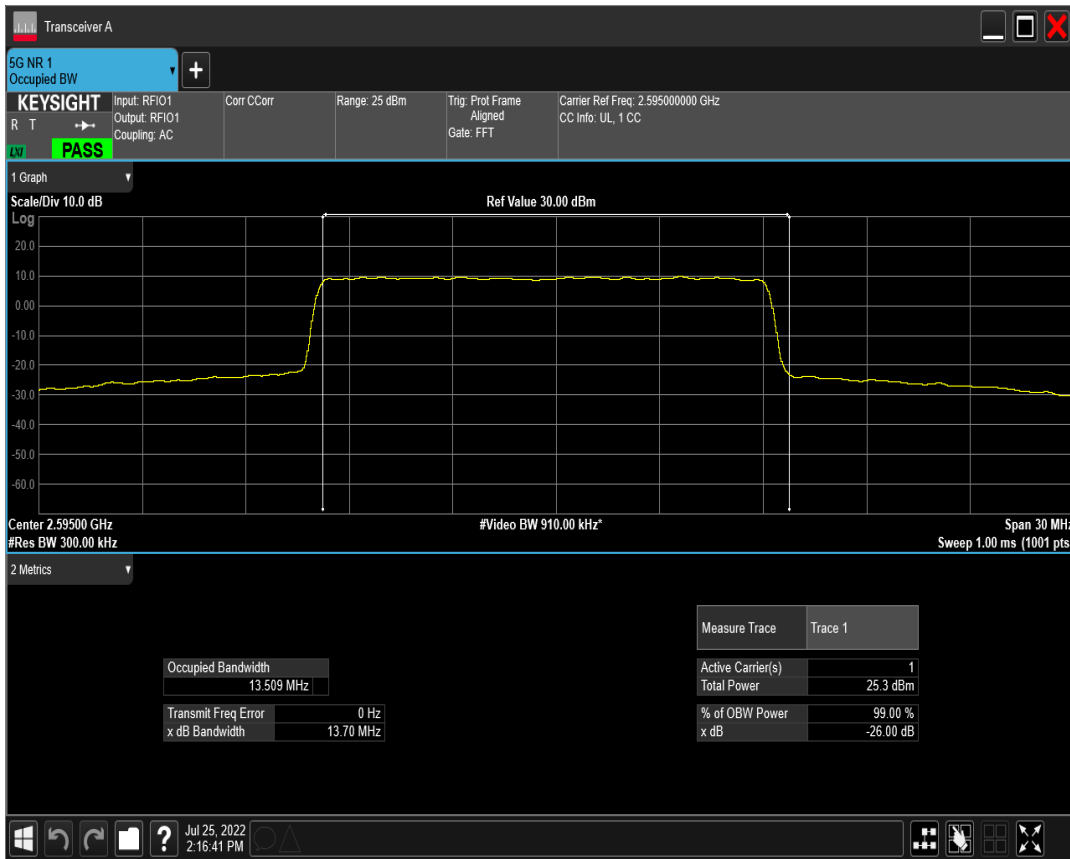 Transceiver A
5G NR 1
Occupied BW
KEYSIGHT
R T
LXI
PASS
Input: RFIO1
Output: RFIO1
Coupling: AC
Corr CCorr
Range: 25 dBm
Trig: Prot Frame
Aligned
Gate: FFT
Carrier Ref Freq: 2.595000000 GHz
CC Info: UL, 1 CC
1 Graph
Scale/Div 10.0 dB
Ref Value 30.00 dBm
Log
20.0
10.0
0.00
-10.0
-20.0
-30.0
-40.0
-50.0
-60.0
Center 2.59500 GHz
#Video BW 910.00 kHz*
Span 30 MHz
#Res BW 300.00 kHz
Sweep 1.00 ms (1001 pts
2 Metrics
Measure Trace Trace 1
Occupied Bandwidth
13.509 MHz
Active Carrier(s) 1
Total Power 25.3 dBm
Transmit Freq Error 0 Hz
x dB Bandwidth 13.70 MHz
% of OBW Power 99.00 %
x dB -26.00 dB
?
Jul 25, 2022
2:16:41 PM